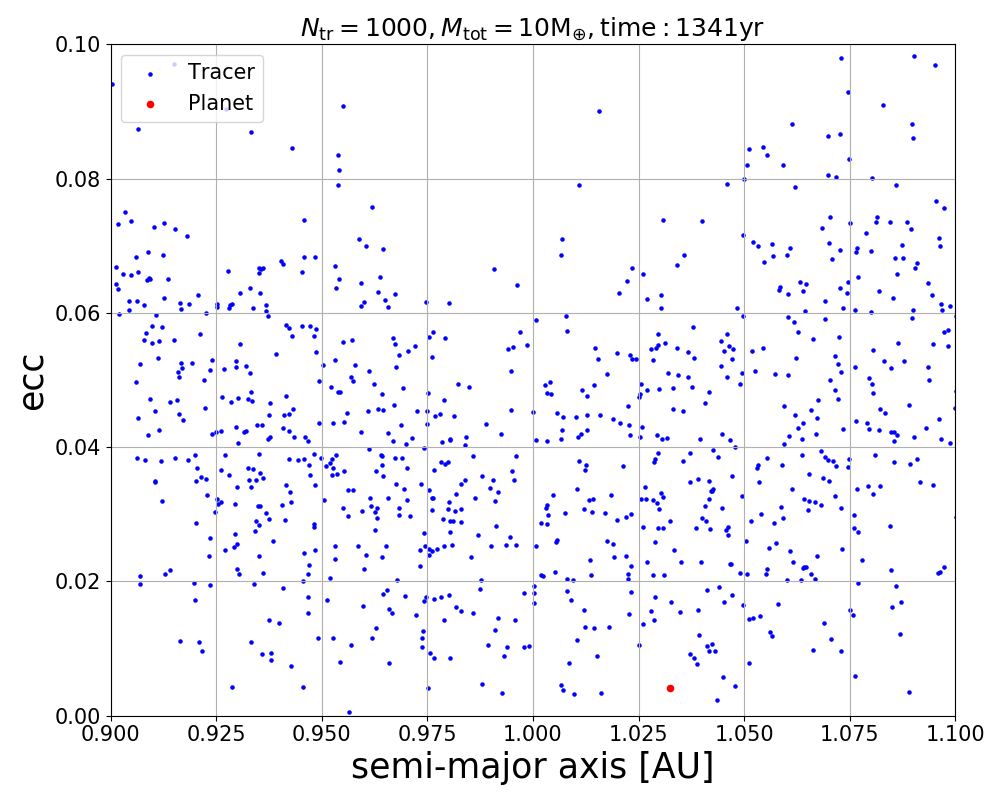 N_tr = 1000, M_tot = 10M_⊕, time : 1341yr
0.10
0.08
0.06
0.04
0.02
0.00
ecc
Tracer
Planet
0.900 0.925 0.950 0.975 1.000 1.025 1.050 1.075 1.100
semi-major axis [AU]